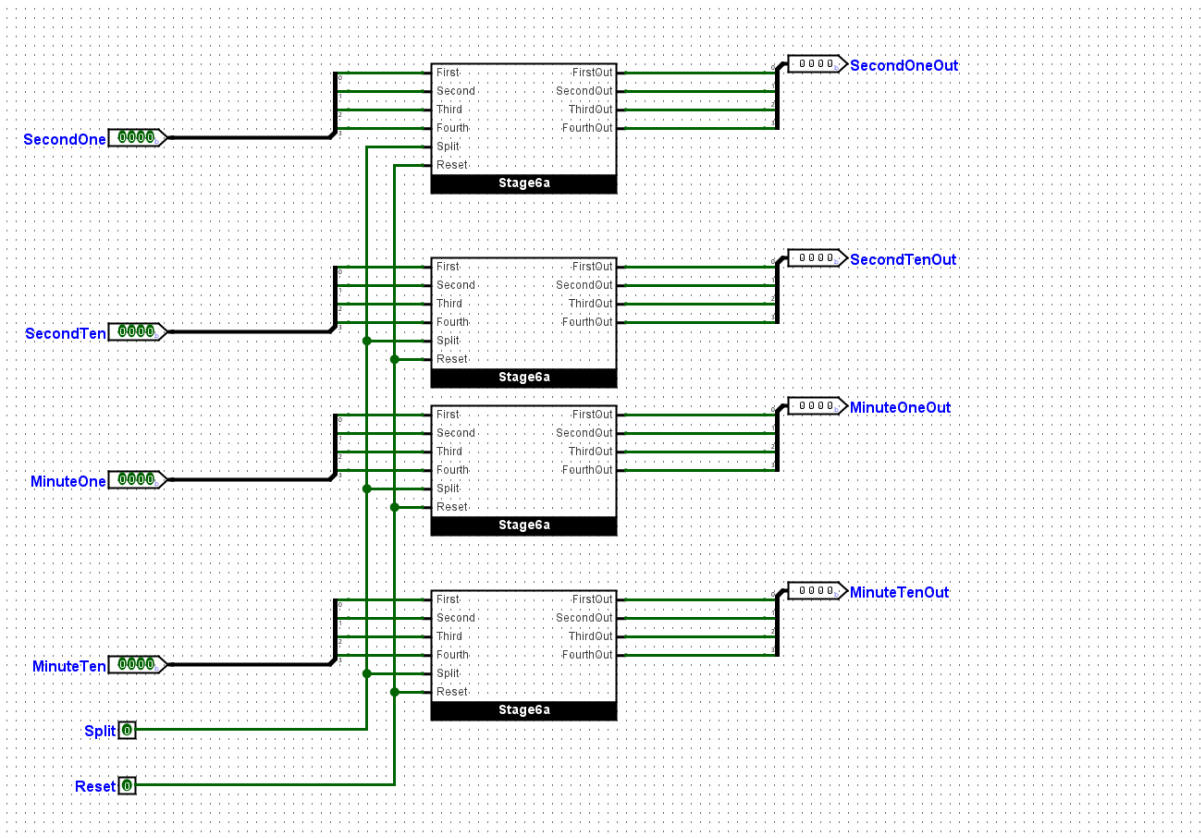 First FirstOut
Second SecondOut
Third ThirdOut
Fourth FourthOut
Split
Reset
Stage6a
SecondOne 0000
0000 SecondOneOut
First FirstOut
Second SecondOut
Third ThirdOut
Fourth FourthOut
Split
Reset
Stage6a
SecondTen 0000
0000 SecondTenOut
First FirstOut
Second SecondOut
Third ThirdOut
Fourth FourthOut
Split
Reset
Stage6a
MinuteOne 0000
0000 MinuteOneOut
First FirstOut
Second SecondOut
Third ThirdOut
Fourth FourthOut
Split
Reset
Stage6a
MinuteTen 0000
0000 MinuteTenOut
Split 0
Reset 0